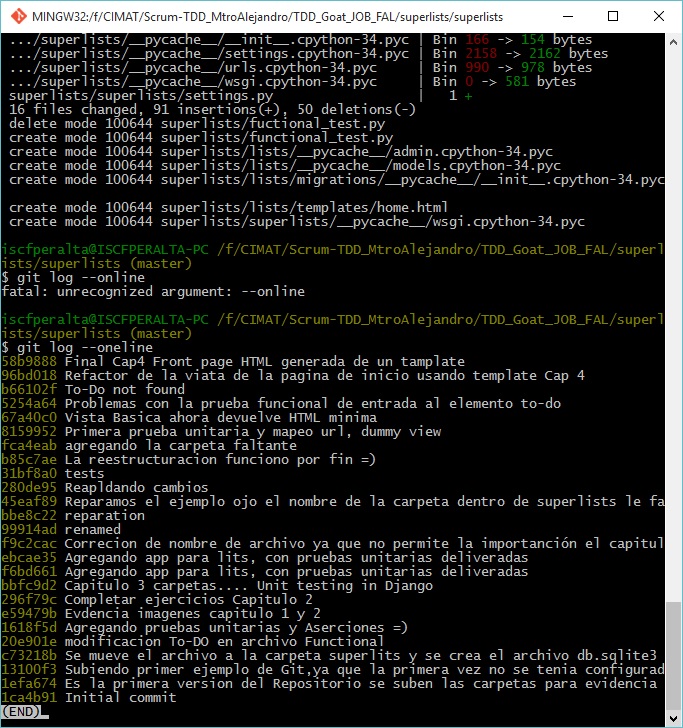 MINGW32:/f/CIMAT/Scrum-TDD_MtroAlejandro/TDD_Goat_JOB_FAL/superlists/superlists
.../superlists/__pycache__/__init__.cpython-34.pyc | Bin 166 -> 154 bytes
.../superlists/__pycache__/settings.cpython-34.pyc | Bin 2158 -> 2162 bytes
.../superlists/__pycache__/urls.cpython-34.pyc | Bin 990 -> 978 bytes
.../superlists/__pycache__/wsgi.cpython-34.pyc | Bin 0 -> 581 bytes
superlists/superlists/settings.py | 1 +
16 files changed, 91 insertions(+), 50 deletions(-)
delete mode 100644 superlists/fuctional_test.py
create mode 100644 superlists/functional_test.py
create mode 100644 superlists/lists/__pycache__/admin.cpython-34.pyc
create mode 100644 superlists/lists/__pycache__/models.cpython-34.pyc
create mode 100644 superlists/lists/migrations/__pycache__/__init__.cpython-34.pyc
create mode 100644 superlists/lists/templates/home.html
create mode 100644 superlists/superlists/__pycache__/wsgi.cpython-34.pyc
iscfperalta@ISCFPERALTA-PC /f/CIMAT/Scrum-TDD_MtroAlejandro/TDD_Goat_JOB_FAL/superl
ists/superlists (master)
$ git log --online
fatal: unrecognized argument: --online
iscfperalta@ISCFPERALTA-PC /f/CIMAT/Scrum-TDD_MtroAlejandro/TDD_Goat_JOB_FAL/superl
ists/superlists (master)
$ git log --oneline
58b9888 Final Cap4 Front page HTML generada de un tamplate
96bd018 Refactor de la viata de la pagina de inicio usando template Cap 4
b66102f To-Do not found
5254a64 Problemas con la prueba funcional de entrada al elemento to-do
67a40c0 Vista Basica ahora devuelve HTML minima
8159952 Primera prueba unitaria y mapeo url, dummy view
fca4eab agregando la carpeta faltante
b85c7ae La reestructuracion funciono por fin =)
31bf8a0 tests
280de95 Reapldando cambios
45eaf89 Reparamos el ejemplo ojo el nombre de la carpeta dentro de superlists le fa
bbe8c22 reparation
99914ad renamed
f9c2cac Correcion de nombre de archivo ya que no permite la importanción el capitul
ebcae35 Agregando app para lits, con pruebas unitarias deliveradas
f6bd661 Agregando app para lits, con pruebas unitarias deliveradas
bbfc9d2 Capitulo 3 carpetas.... Unit testing in Django
296f79c Completar ejercicios Capitulo 2
e59479b Evdencia imagenes capitulo 1 y 2
1618f5d Agregando pruebas unitarias y Aserciones =)
20e901e modificacion To-DO en archivo Functional
c73218b Se mueve el archivo a la carpeta superlits y se crea el archivo db.sqlite3
13100f3 Subiendo primer ejemplo de Git,ya que la primera vez no se tenia configurad
1efa674 Es la primera version del Repositorio se suben las carpetas para evidencia
1ca4b91 Initial commit
(END)